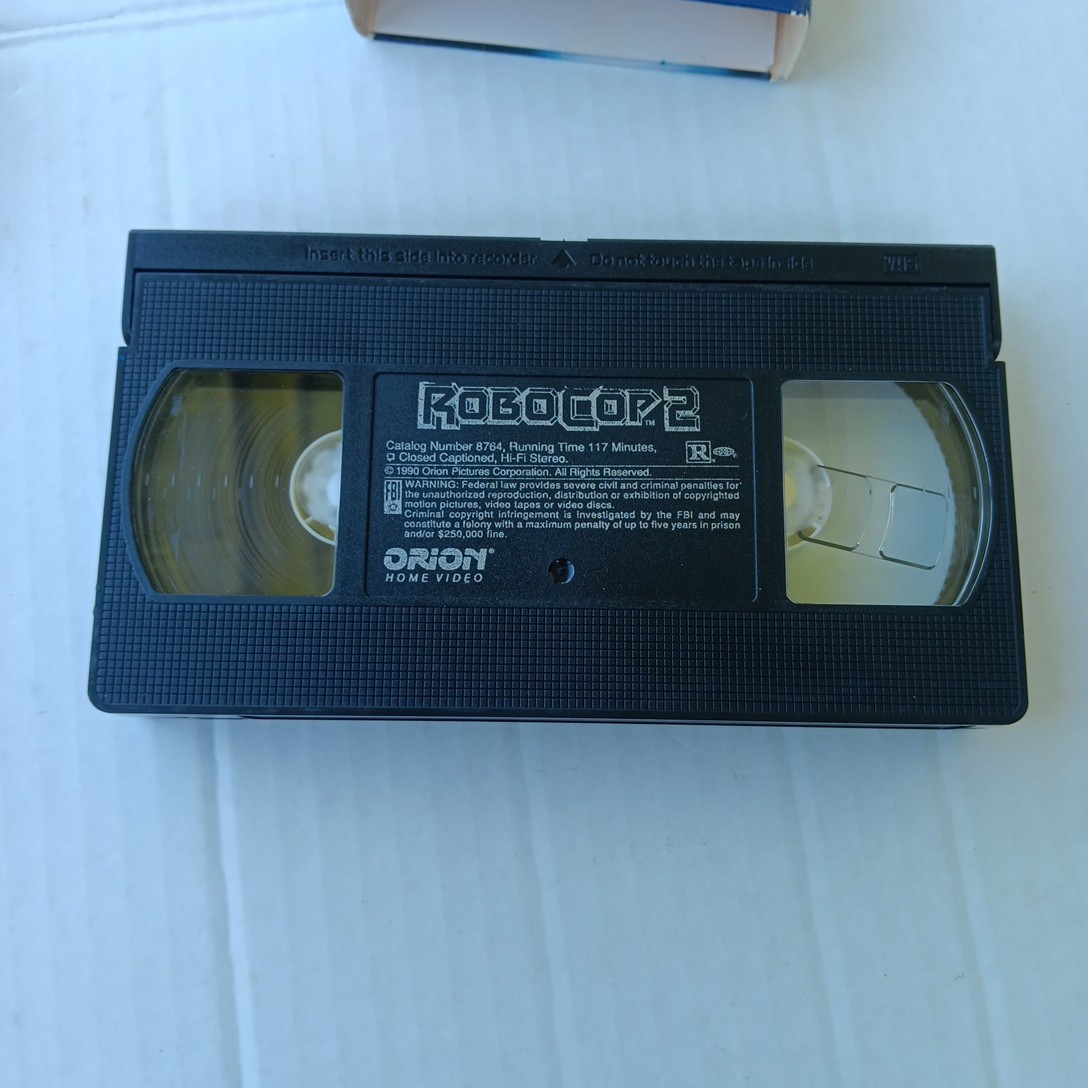 Insert this side into recorder Do not touch the tape inside VHS
ROBOCOP 2™
Catalog Number 8764, Running Time 117 Minutes,
Closed Captioned, Hi-Fi Stereo.
R
© 1990 Orion Pictures Corporation. All Rights Reserved.
FBI
WARNING: Federal law provides severe civil and criminal penalties for
the unauthorized reproduction, distribution or exhibition of copyrighted
motion pictures, video tapes or video discs.
Criminal copyright infringement is investigated by the FBI and may
constitute a felony with a maximum penalty of up to five years in prison
and/or $250,000 fine.
ORION®
HOME VIDEO